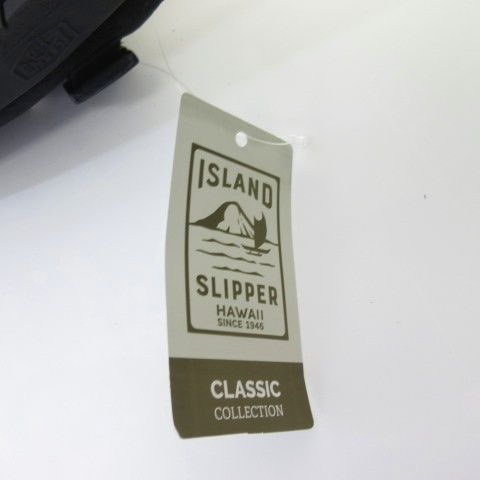 ISLAND
SLIPPER
HAWAII
SINCE 1946
CLASSIC
COLLECTION